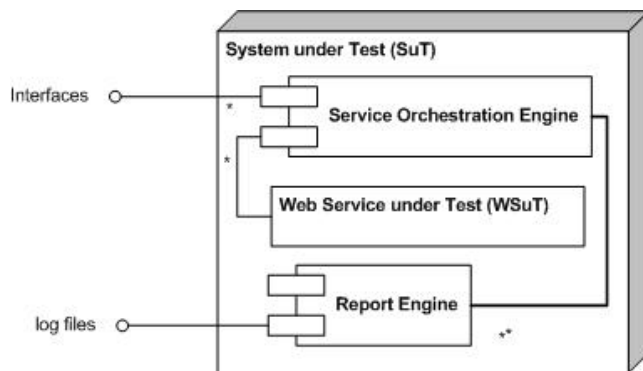 System under Test (SuT)
Interfaces
*
Service Orchestration Engine
*
Web Service under Test (WSuT)
Report Engine
log files
**